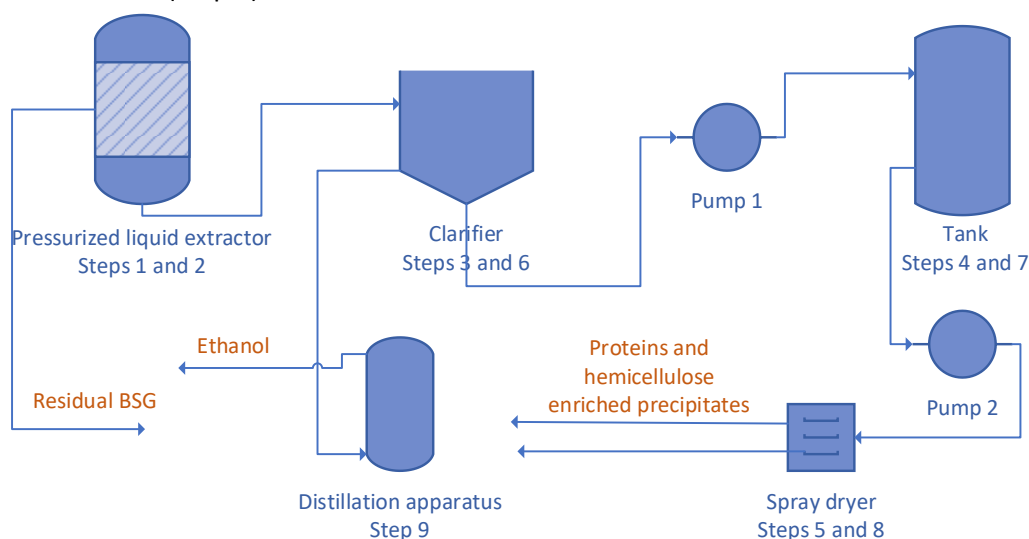 Pressurized liquid extractor
Steps 1 and 2
Clarifier
Steps 3 and 6
Pump 1
Tank
Steps 4 and 7
Ethanol
Residual BSG
Proteins and
hemicellulose
enriched precipitates
Pump 2
Distillation apparatus
Step 9
Spray dryer
Steps 5 and 8